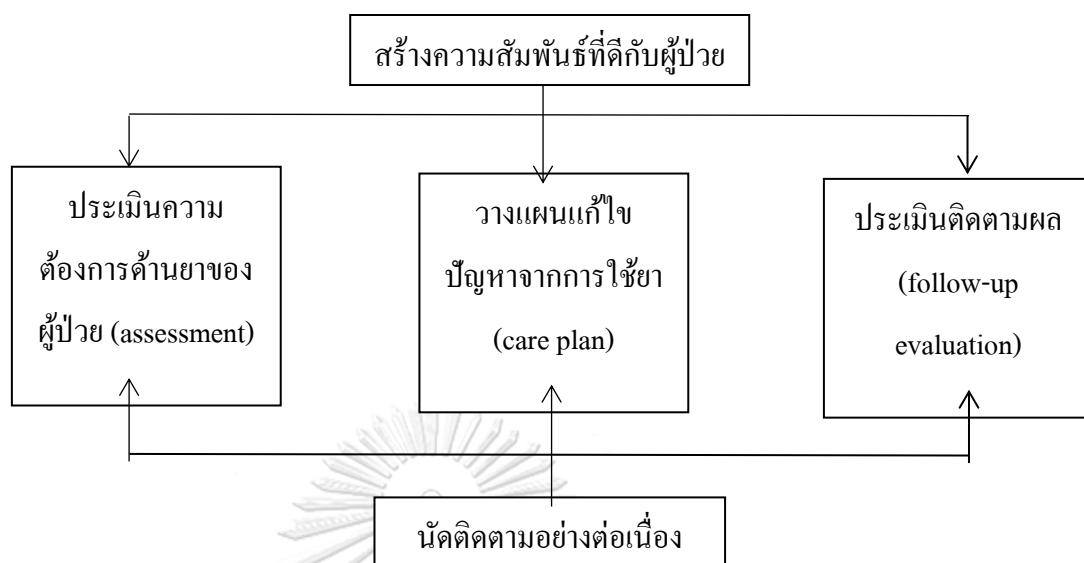 สร้างความสัมพันธ์ที่ดีกับผู้ป่วย
ประเมินความ
ต้องการด้านยาของ
ผู้ป่วย (assessment)
วางแผนแก้ไข
ปัญหาจากการใช้ยา
(care plan)
ประเมินติดตามผล
(follow-up
evaluation)
นัดติดตามอย่างต่อเนื่อง